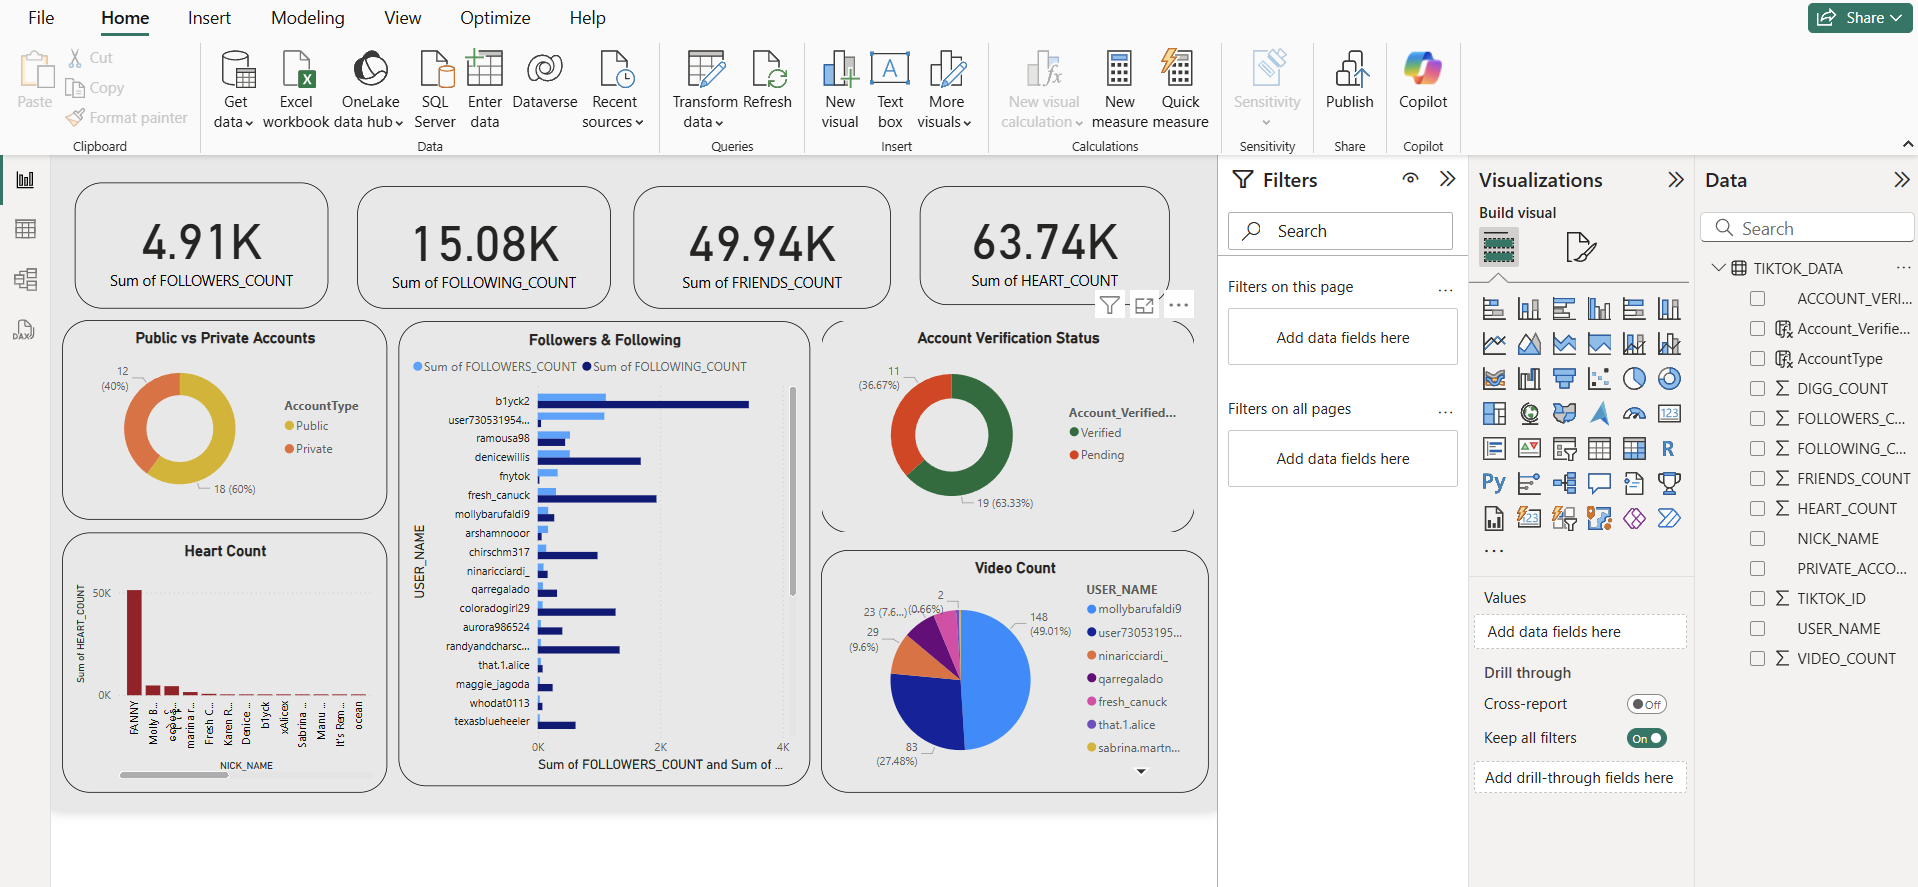 File Home Insert Modeling View Optimize Help Share
Paste
Cut
Copy
Format painter
Clipboard
Get data
Excel workbook
OneLake data hub
SQL Server
Enter data
Dataverse
Recent sources
Data
Transform data
Refresh
Queries
New visual
Text box
More visuals
Insert
New visual calculation
New measure
Quick measure
Calculations
Sensitivity
Sensitivity
Publish
Share
Copilot
Copilot
4.91K
Sum of FOLLOWERS_COUNT
15.08K
Sum of FOLLOWING_COUNT
49.94K
Sum of FRIENDS_COUNT
63.74K
Sum of HEART_COUNT
Public vs Private Accounts
12
(40%)
18 (60%)
AccountType
Public
Private
Heart Count
Sum of HEART_COUNT
50K
0K
FANNY
Molly B...
marina r...
Fresh C...
Karen R...
Denice ...
b1yck
xAlicex
Sabrina ...
Manu ...
It's Rem...
ocean
NICK_NAME
Followers & Following
Sum of FOLLOWERS_COUNT Sum of FOLLOWING_COUNT
USER_NAME
b1yck2
user730531954...
ramousa98
denicewillis
fnytok
fresh_canuck
mollybarufaldi9
arshamnooor
chirschm317
ninaricciardi_
qarregalado
coloradogirl29
aurora986524
randyandcharsc...
that.1.alice
maggie_jagoda
whodat0113
texasblueheeler
0K 2K 4K
Sum of FOLLOWERS_COUNT and Sum of ...
Account Verification Status
11
(36.67%)
19 (63.33%)
Account_Verified...
Verified
Pending
Video Count
2
(0.66%)
23 (7.6...)
29
(9.6%)
83
(27.48%)
148
(49.01%)
USER_NAME
mollybarufaldi9
user73053195...
ninaricciardi_
qarregalado
fresh_canuck
that.1.alice
sabrina.martn...
Filters
Search
Filters on this page ...
Add data fields here
Filters on all pages ...
Add data fields here
Visualizations
Build visual
123
R
Py
123
...
Values
Add data fields here
Drill through
Cross-report Off
Keep all filters On
Add drill-through fields here
Data
Search
TIKTOK_DATA ...
ACCOUNT_VERI...
Account_Verifie...
AccountType
DIGG_COUNT
FOLLOWERS_C...
FOLLOWING_C...
FRIENDS_COUNT
HEART_COUNT
NICK_NAME
PRIVATE_ACCO...
TIKTOK_ID
USER_NAME
VIDEO_COUNT
DAX